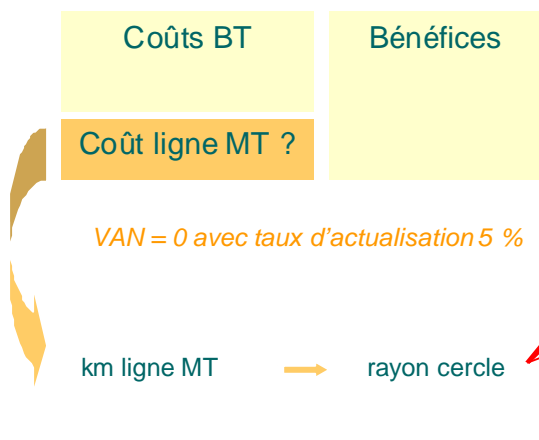 Coûts BT
Bénéfices
Coût ligne MT ?
VAN = 0 avec taux d'actualisation 5 %
km ligne MT
rayon cercle